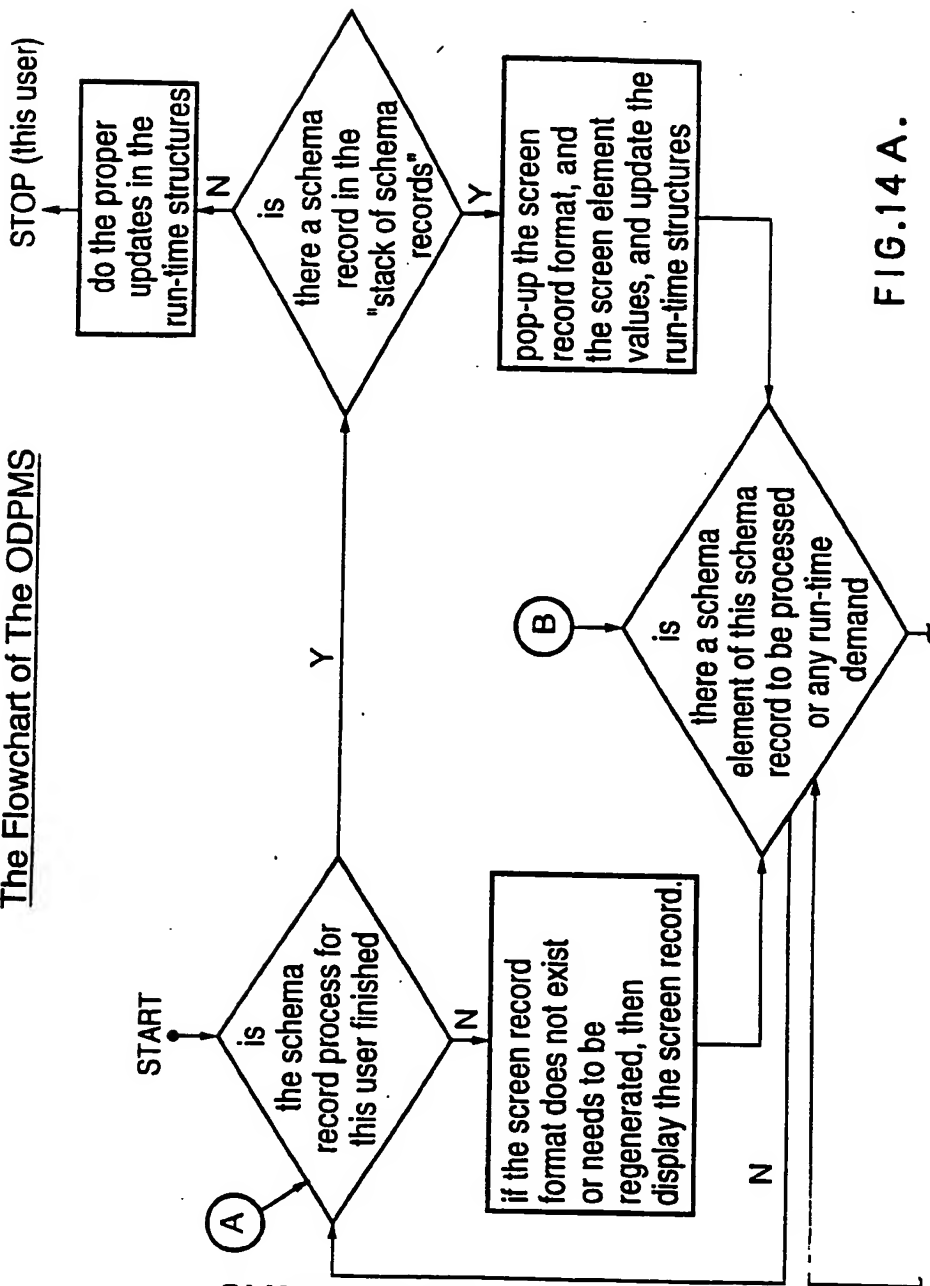 The Flowchart of The ODPMS
START
A
is
the schema
record process for
this user finished
Y
N
if the screen record
format does not exist
or needs to be
regenerated, then
display the screen record.
N
STOP (this user)
do the proper
updates in the
run-time structures
N
is
there a schema
record in the
"stack of schema
records"
Y
pop-up the screen
record format, and
the screen element
values, and update the
run-time structures
B
is
there a schema
element of this schema
record to be processed
or any run-time
demand
FIG.14A.